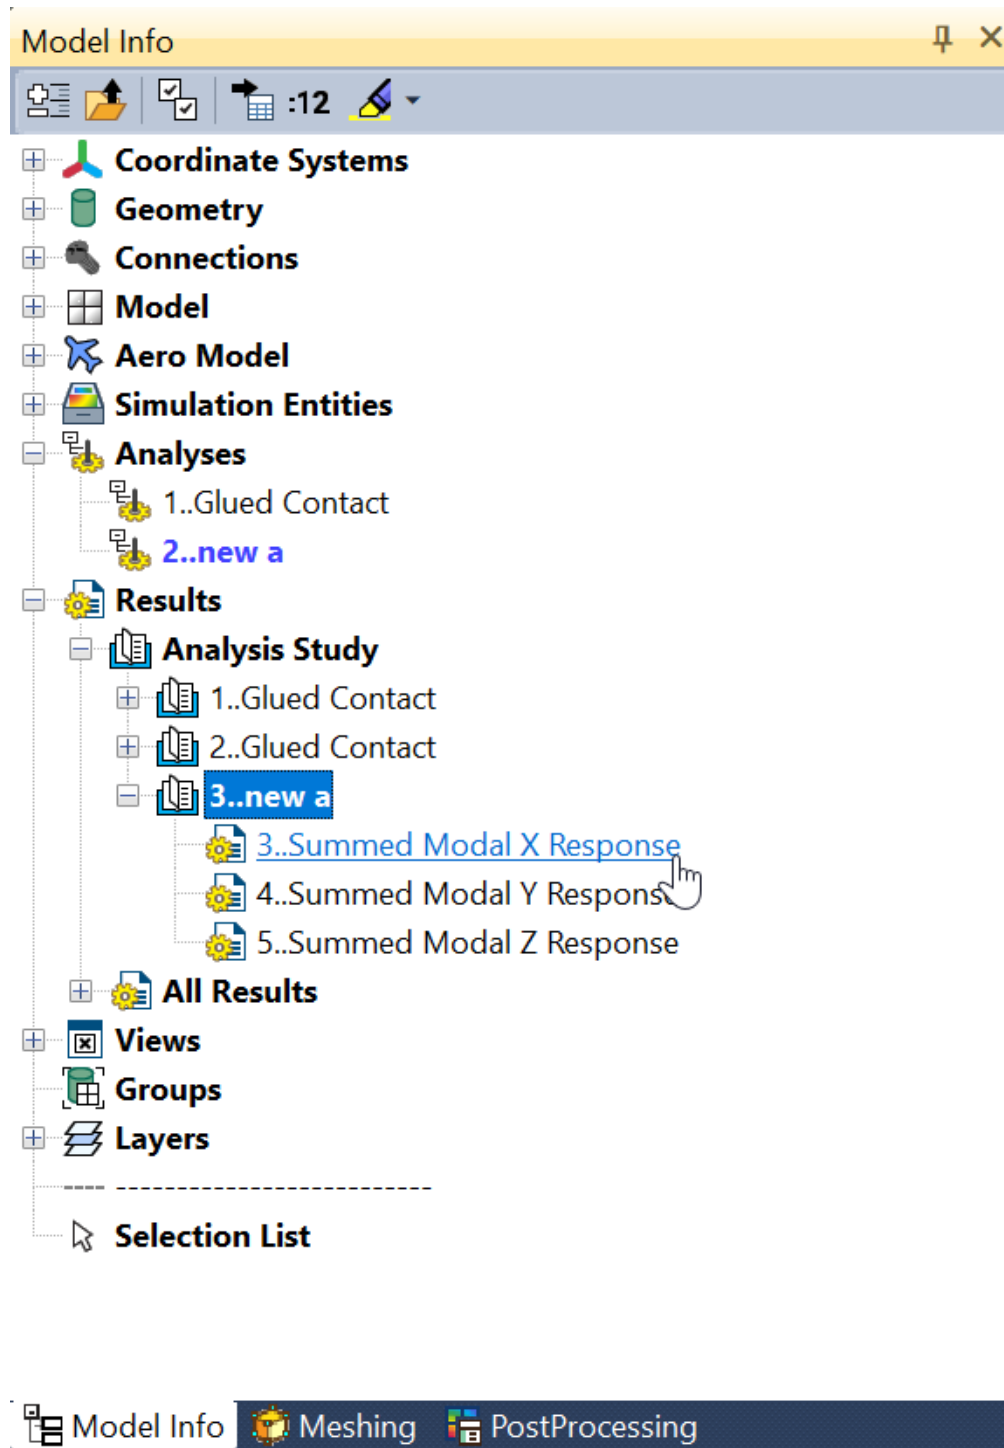 Model Info
:12
Coordinate Systems
Geometry
Connections
Model
Aero Model
Simulation Entities
Analyses
1..Glued Contact
2..new a
Results
Analysis Study
1..Glued Contact
2..Glued Contact
3..new a
3..Summed Modal X Response
4..Summed Modal Y Response
5..Summed Modal Z Response
All Results
Views
Groups
Layers
--------------------------
Selection List
Model Info Meshing PostProcessing